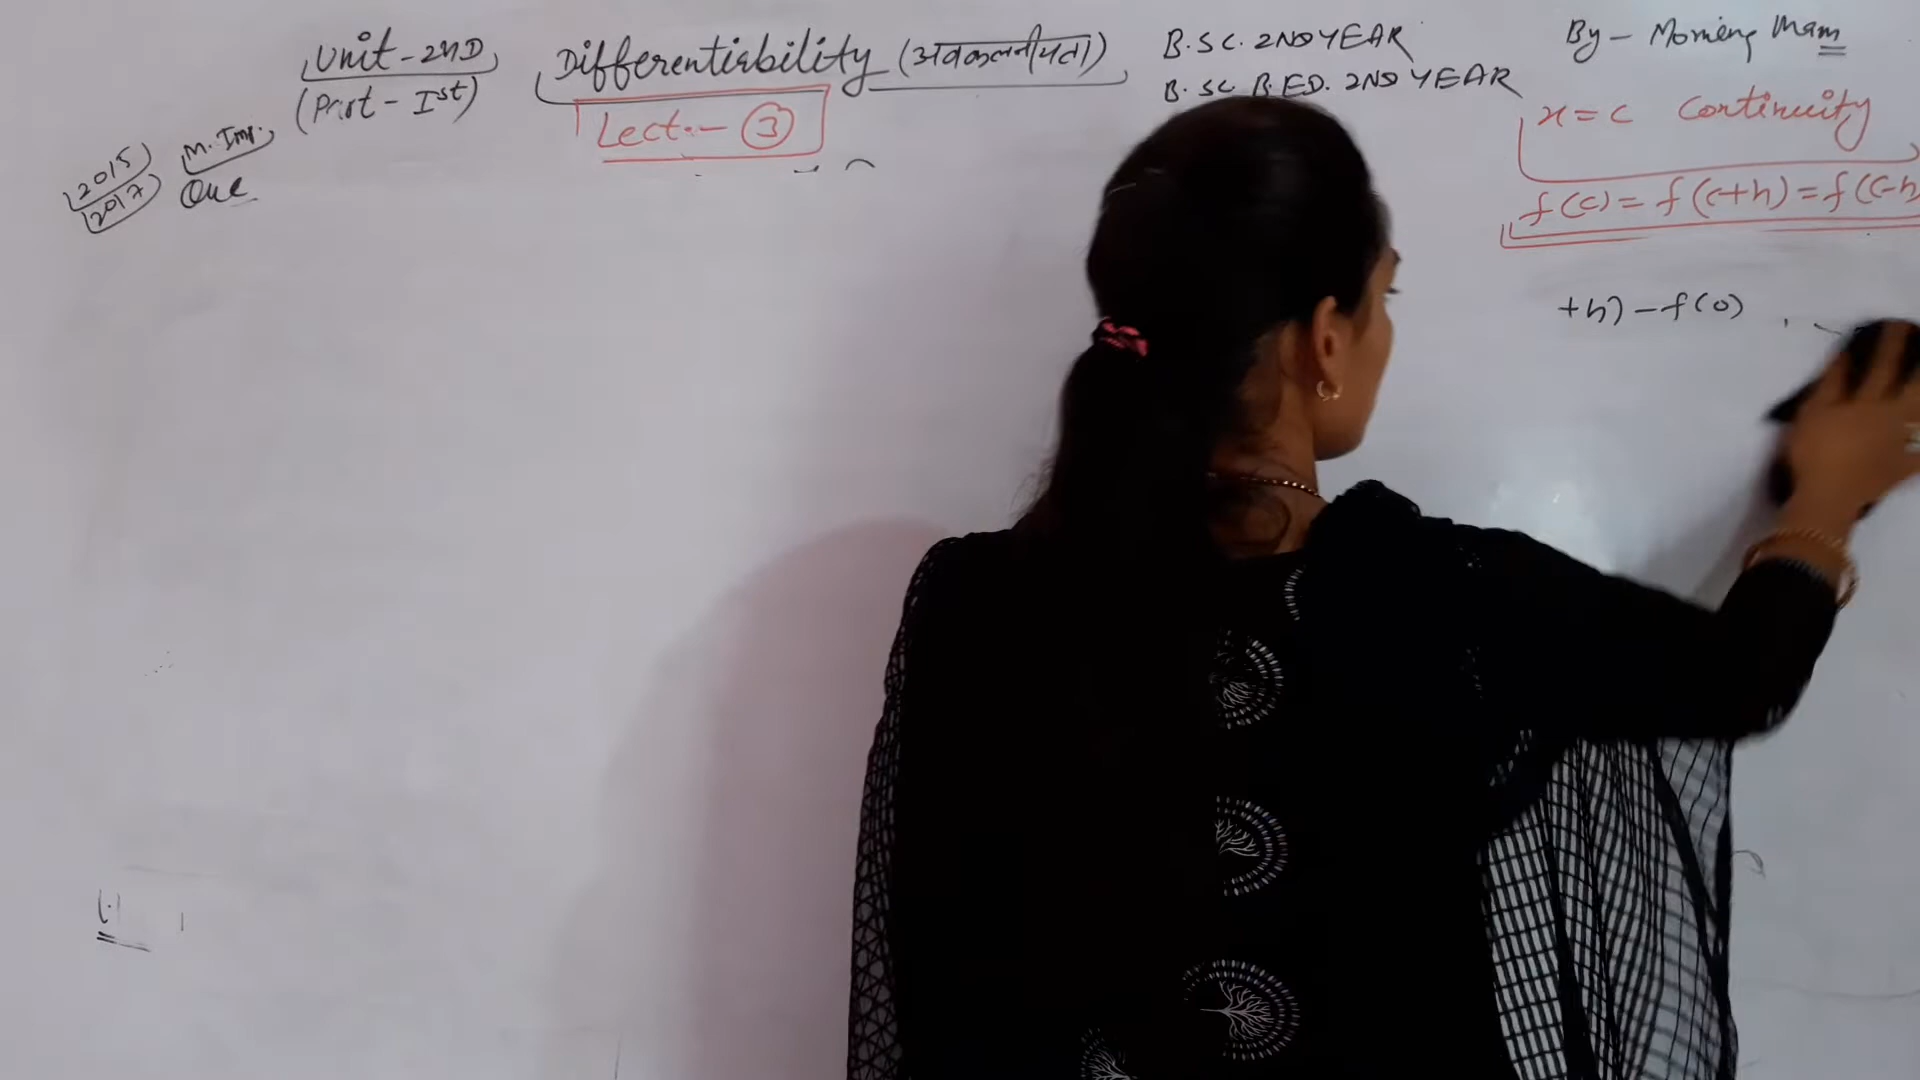 Unit-2ND
(Part-Ist)
Differentiability (अवकलनीयता)
Lect.- 3
B.SC. 2ND YEAR
B.SC B.ED. 2ND YEAR
By- Morning Mam
x=c Continuity
f(c)=f(c+h)=f(c-h
+h)-f(0)
2015
2017
M. Imp.
Que